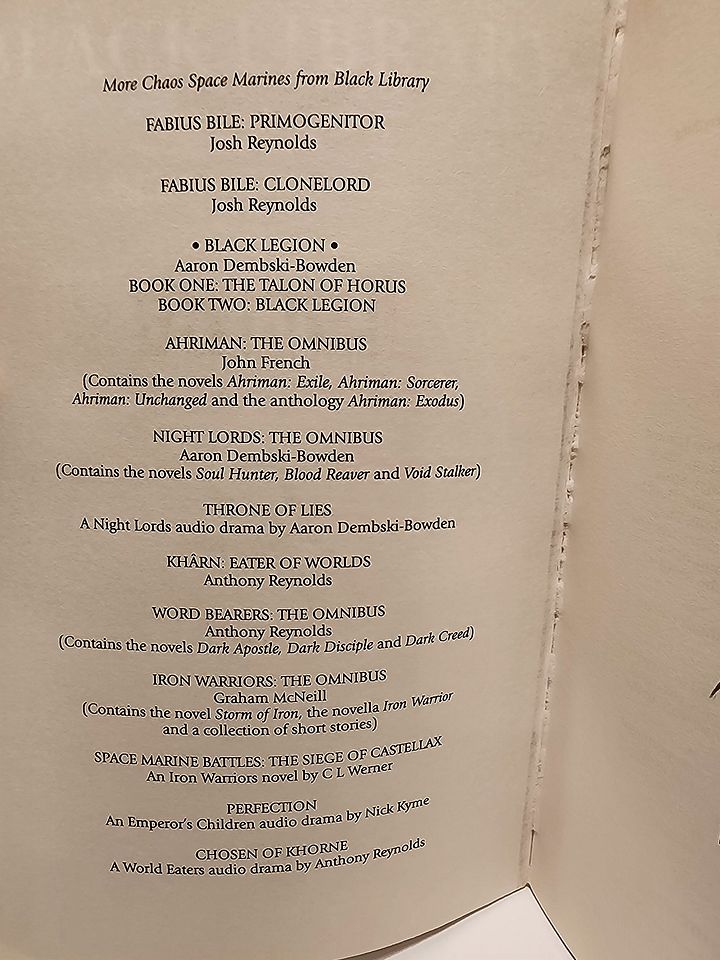 More Chaos Space Marines from Black Library
FABIUS BILE: PRIMOGENITOR
Josh Reynolds
FABIUS BILE: CLONELORD
Josh Reynolds
• BLACK LEGION •
Aaron Dembski-Bowden
BOOK ONE: THE TALON OF HORUS
BOOK TWO: BLACK LEGION
AHRIMAN: THE OMNIBUS
John French
(Contains the novels Ahriman: Exile, Ahriman: Sorcerer,
Ahriman: Unchanged and the anthology Ahriman: Exodus)
NIGHT LORDS: THE OMNIBUS
Aaron Dembski-Bowden
(Contains the novels Soul Hunter, Blood Reaver and Void Stalker)
THRONE OF LIES
A Night Lords audio drama by Aaron Dembski-Bowden
KHÂRN: EATER OF WORLDS
Anthony Reynolds
WORD BEARERS: THE OMNIBUS
Anthony Reynolds
(Contains the novels Dark Apostle, Dark Disciple and Dark Creed)
IRON WARRIORS: THE OMNIBUS
Graham McNeill
(Contains the novel Storm of Iron, the novella Iron Warrior
and a collection of short stories)
SPACE MARINE BATTLES: THE SIEGE OF CASTELLAX
An Iron Warriors novel by C L Werner
PERFECTION
An Emperor's Children audio drama by Nick Kyme
CHOSEN OF KHORNE
A World Eaters audio drama by Anthony Reynolds